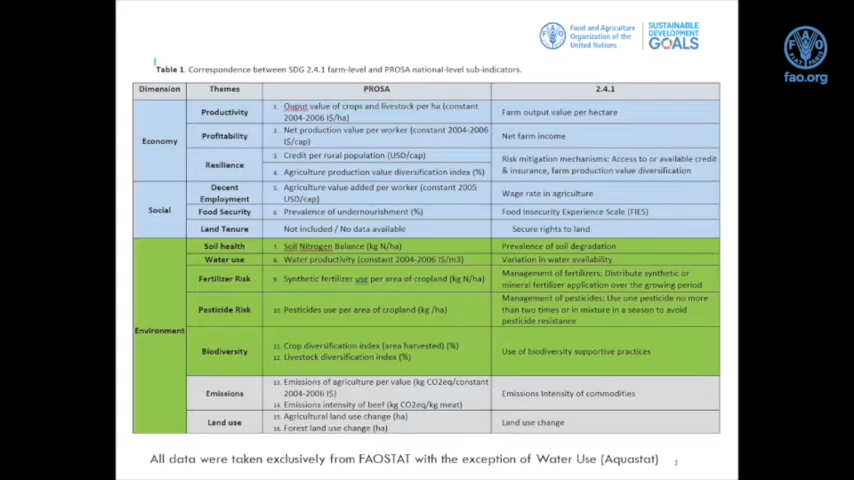 Food and Agriculture
Organization of the
United Nations
SUSTAINABLE
DEVELOPMENT
GOALS
fao.org
Table 1. Correspondence between SDG 2.4.1 farm-level and PROSA national-level sub-indicators.
Dimension Themes PROSA 2.4.1
Economy
Productivity
1. Ouput value of crops and livestock per ha (constant
2004-2006 I$/ha)
Farm output value per hectare
Profitability
2. Net production value per worker (constant 2004-2006
I$/cap)
Net farm income
Resilience
3. Credit per rural population (USD/cap)
4. Agriculture production value diversification index (%)
Risk mitigation mechanisms: Access to or available credit
& insurance, farm production value diversification
Social
Decent
Employment
5. Agriculture value added per worker (constant 2005
USD/cap)
Wage rate in agriculture
Food Security
6. Prevalence of undernourishment (%)
Food Insecurity Experience Scale (FIES)
Land Tenure
Not included / No data available
Secure rights to land
Environment
Soil health
7. Soil Nitrogen Balance (kg N/ha)
Prevalence of soil degradation
Water use
8. Water productivity (constant 2004-2006 I$/m3)
Variation in water availability
Fertilizer Risk
9. Synthetic fertilizer use per area of cropland (kg N/ha)
Management of fertilizers: Distribute synthetic or
mineral fertilizer application over the growing period
Pesticide Risk
10. Pesticides use per area of cropland (kg /ha)
Management of pesticides: Use one pesticide no more
than two times or in mixture in a season to avoid
pesticide resistance
Biodiversity
11. Crop diversification index (area harvested) (%)
12. Livestock diversification index (%)
Use of biodiversity supportive practices
Emissions
13. Emissions of agriculture per value (kg CO2eq/constant
2004-2006 I$)
14. Emissions intensity of beef (kg CO2eq/kg meat)
Emissions Intensity of commodities
Land use
15. Agricultural land use change (ha)
16. Forest land use change (ha)
Land use change
All data were taken exclusively from FAOSTAT with the exception of Water Use (Aquastat)